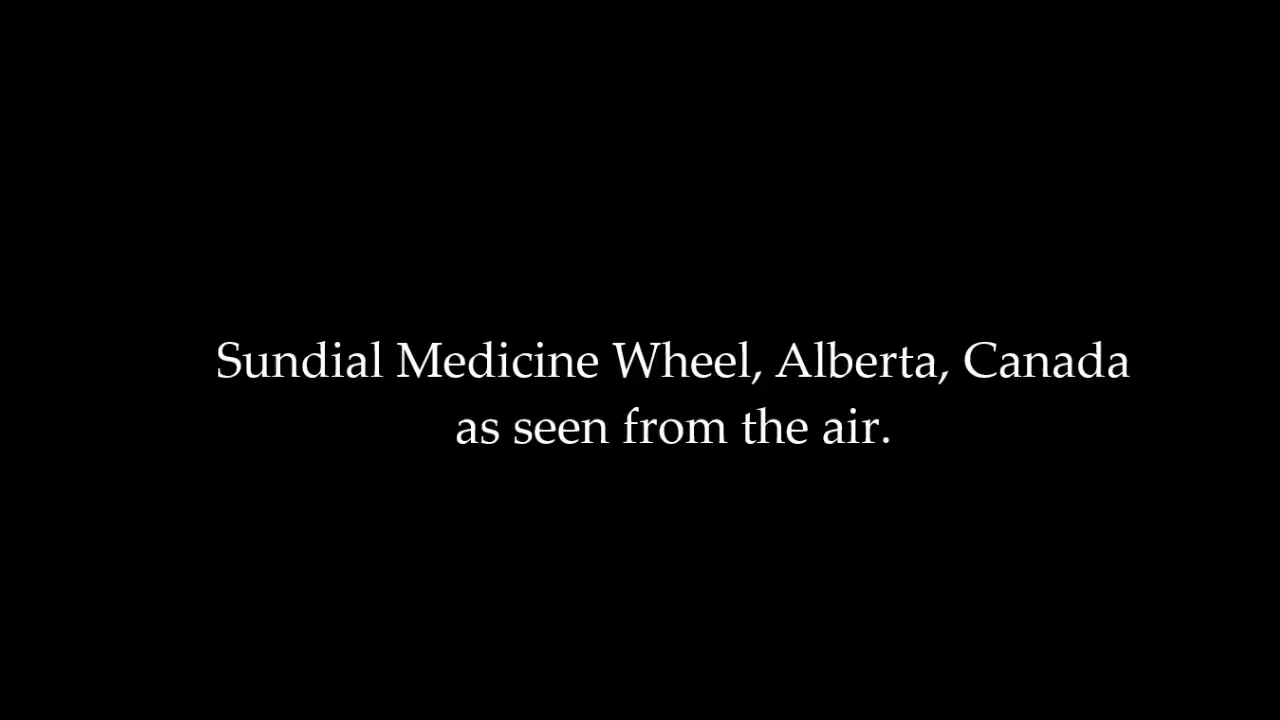 Sundial Medicine Wheel, Alberta, Canada
as seen from the air.